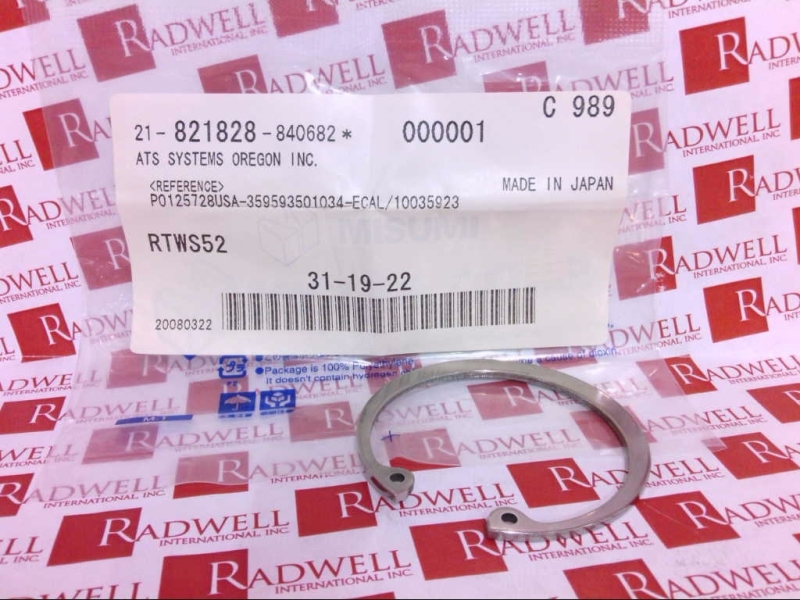 C 989
21-821828-840682* 000001
ATS SYSTEMS OREGON INC.
<REFERENCE>
MADE IN JAPAN
PO125728USA-359593501034-ECAL/10035923
MISUMI
RTWS52
31-19-22
20080322
Package is 100% Polyethylene
It doesn't contain hydrogen
RADWELL
INTERNATIONAL, INC.